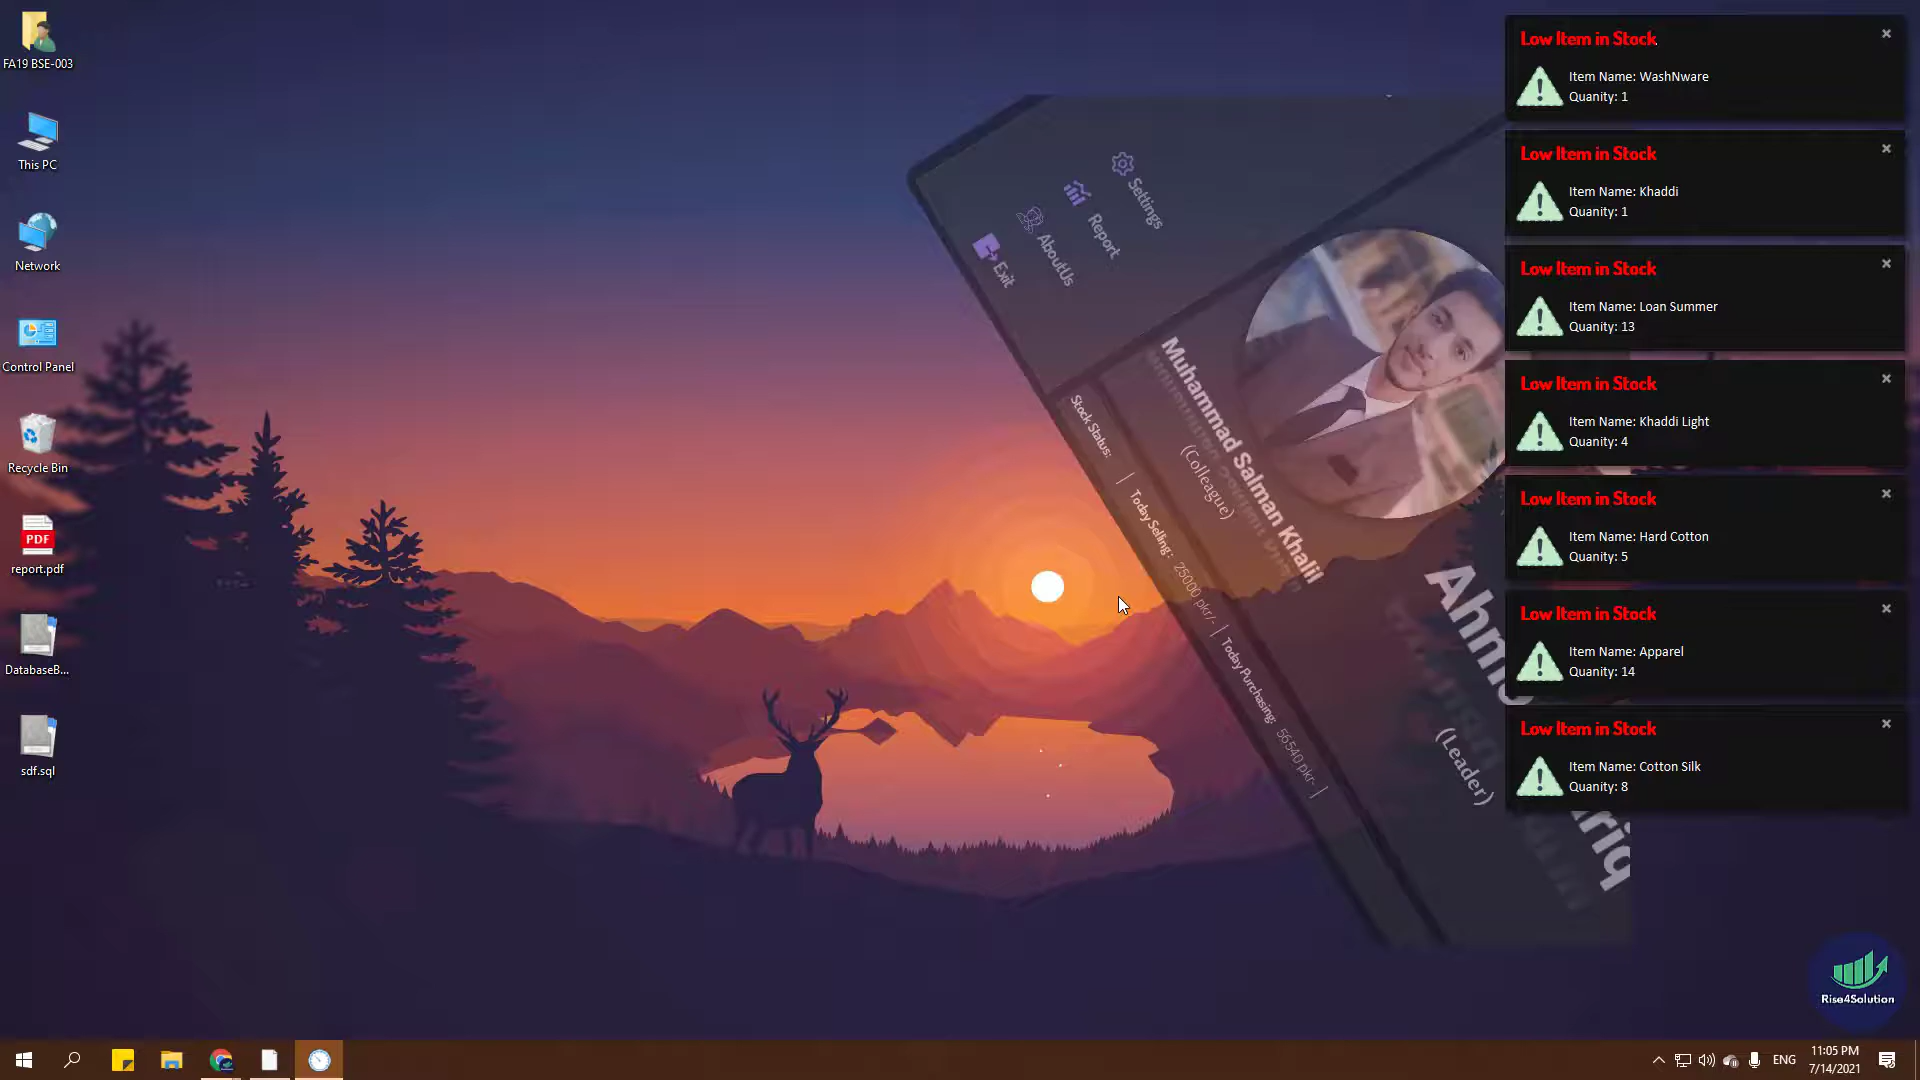 FA19 BSE-003
This PC
Network
Control Panel
Recycle Bin
PDF
report.pdf
DatabaseB...
sdf.sql
Settings
Report
AboutUs
Exit
Muhammad Salman Khalil
(Colleague)
Stock Status:
| Today Selling: 25000 pkr/- | Today Purchasing: 56540 pkr- |
(Leader)
Low Item in Stock
Item Name: WashNware
Quanity: 1
Low Item in Stock
Item Name: Khaddi
Quanity: 1
Low Item in Stock
Item Name: Loan Summer
Quanity: 13
Low Item in Stock
Item Name: Khaddi Light
Quanity: 4
Low Item in Stock
Item Name: Hard Cotton
Quanity: 5
Low Item in Stock
Item Name: Apparel
Quanity: 14
Low Item in Stock
Item Name: Cotton Silk
Quanity: 8
Rise4Solution
ENG
11:05 PM
7/14/2021